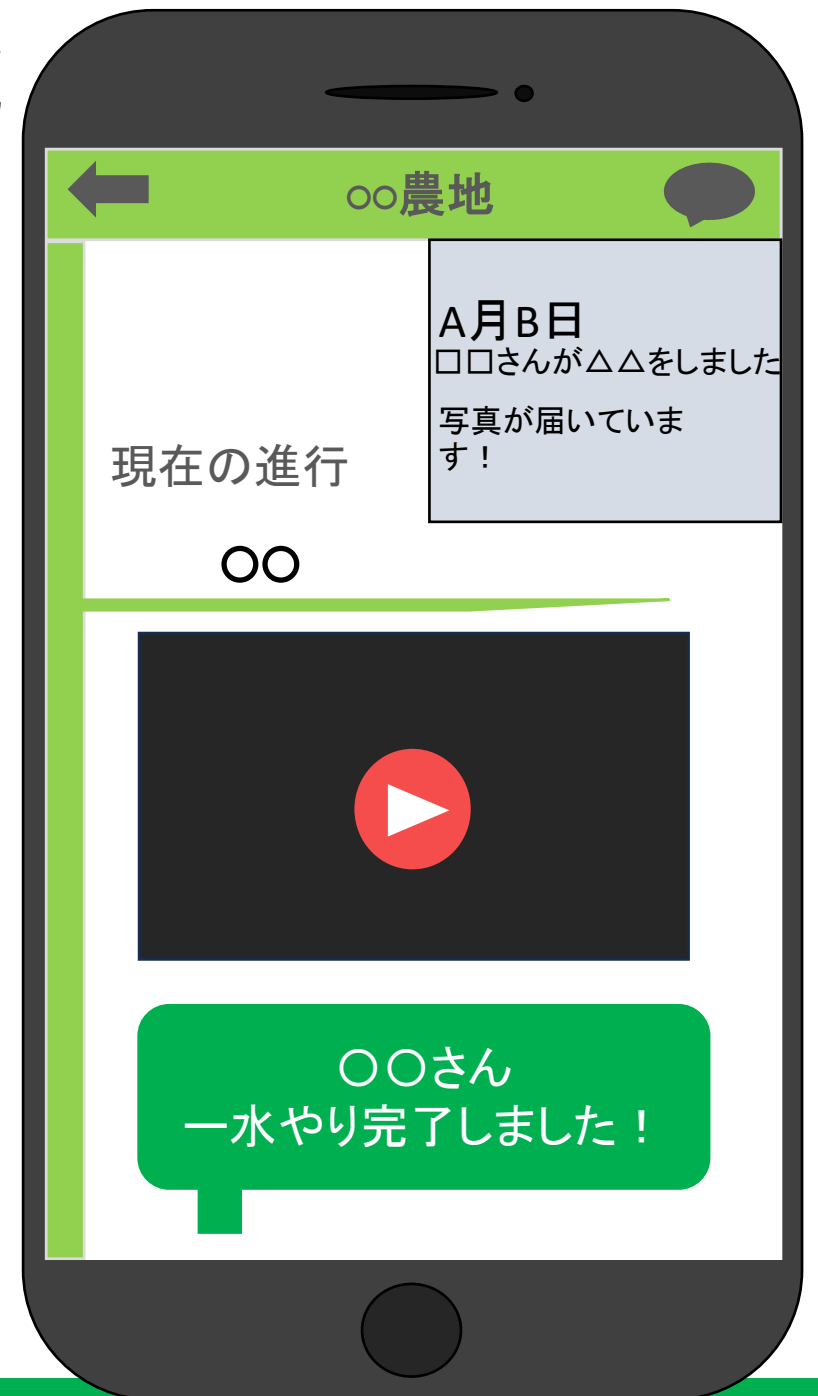 ○○農地
A月B日
□□さんが△△をしました
写真が届いていま
す！
現在の進行
○○
〇〇さん
一水やり完了しました！